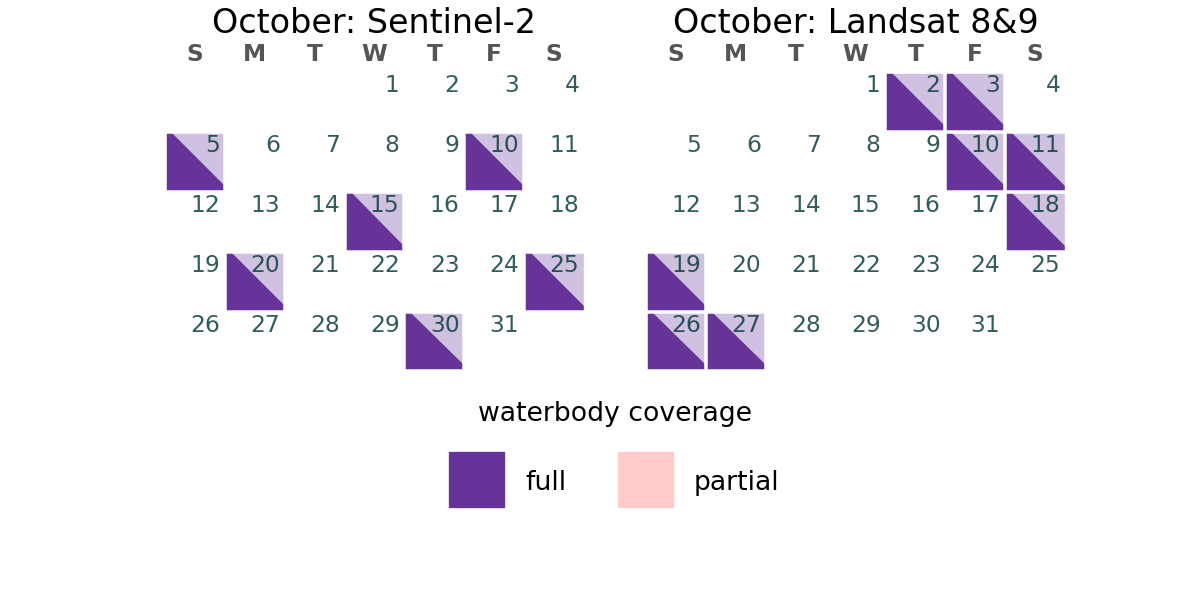 October: Sentinel-2
S M T W T F S
1 2 3 4
5 6 7 8 9 10 11
12 13 14 15 16 17 18
19 20 21 22 23 24 25
26 27 28 29 30 31
October: Landsat 8&9
S M T W T F S
1 2 3 4
5 6 7 8 9 10 11
12 13 14 15 16 17 18
19 20 21 22 23 24 25
26 27 28 29 30 31
waterbody coverage
full partial